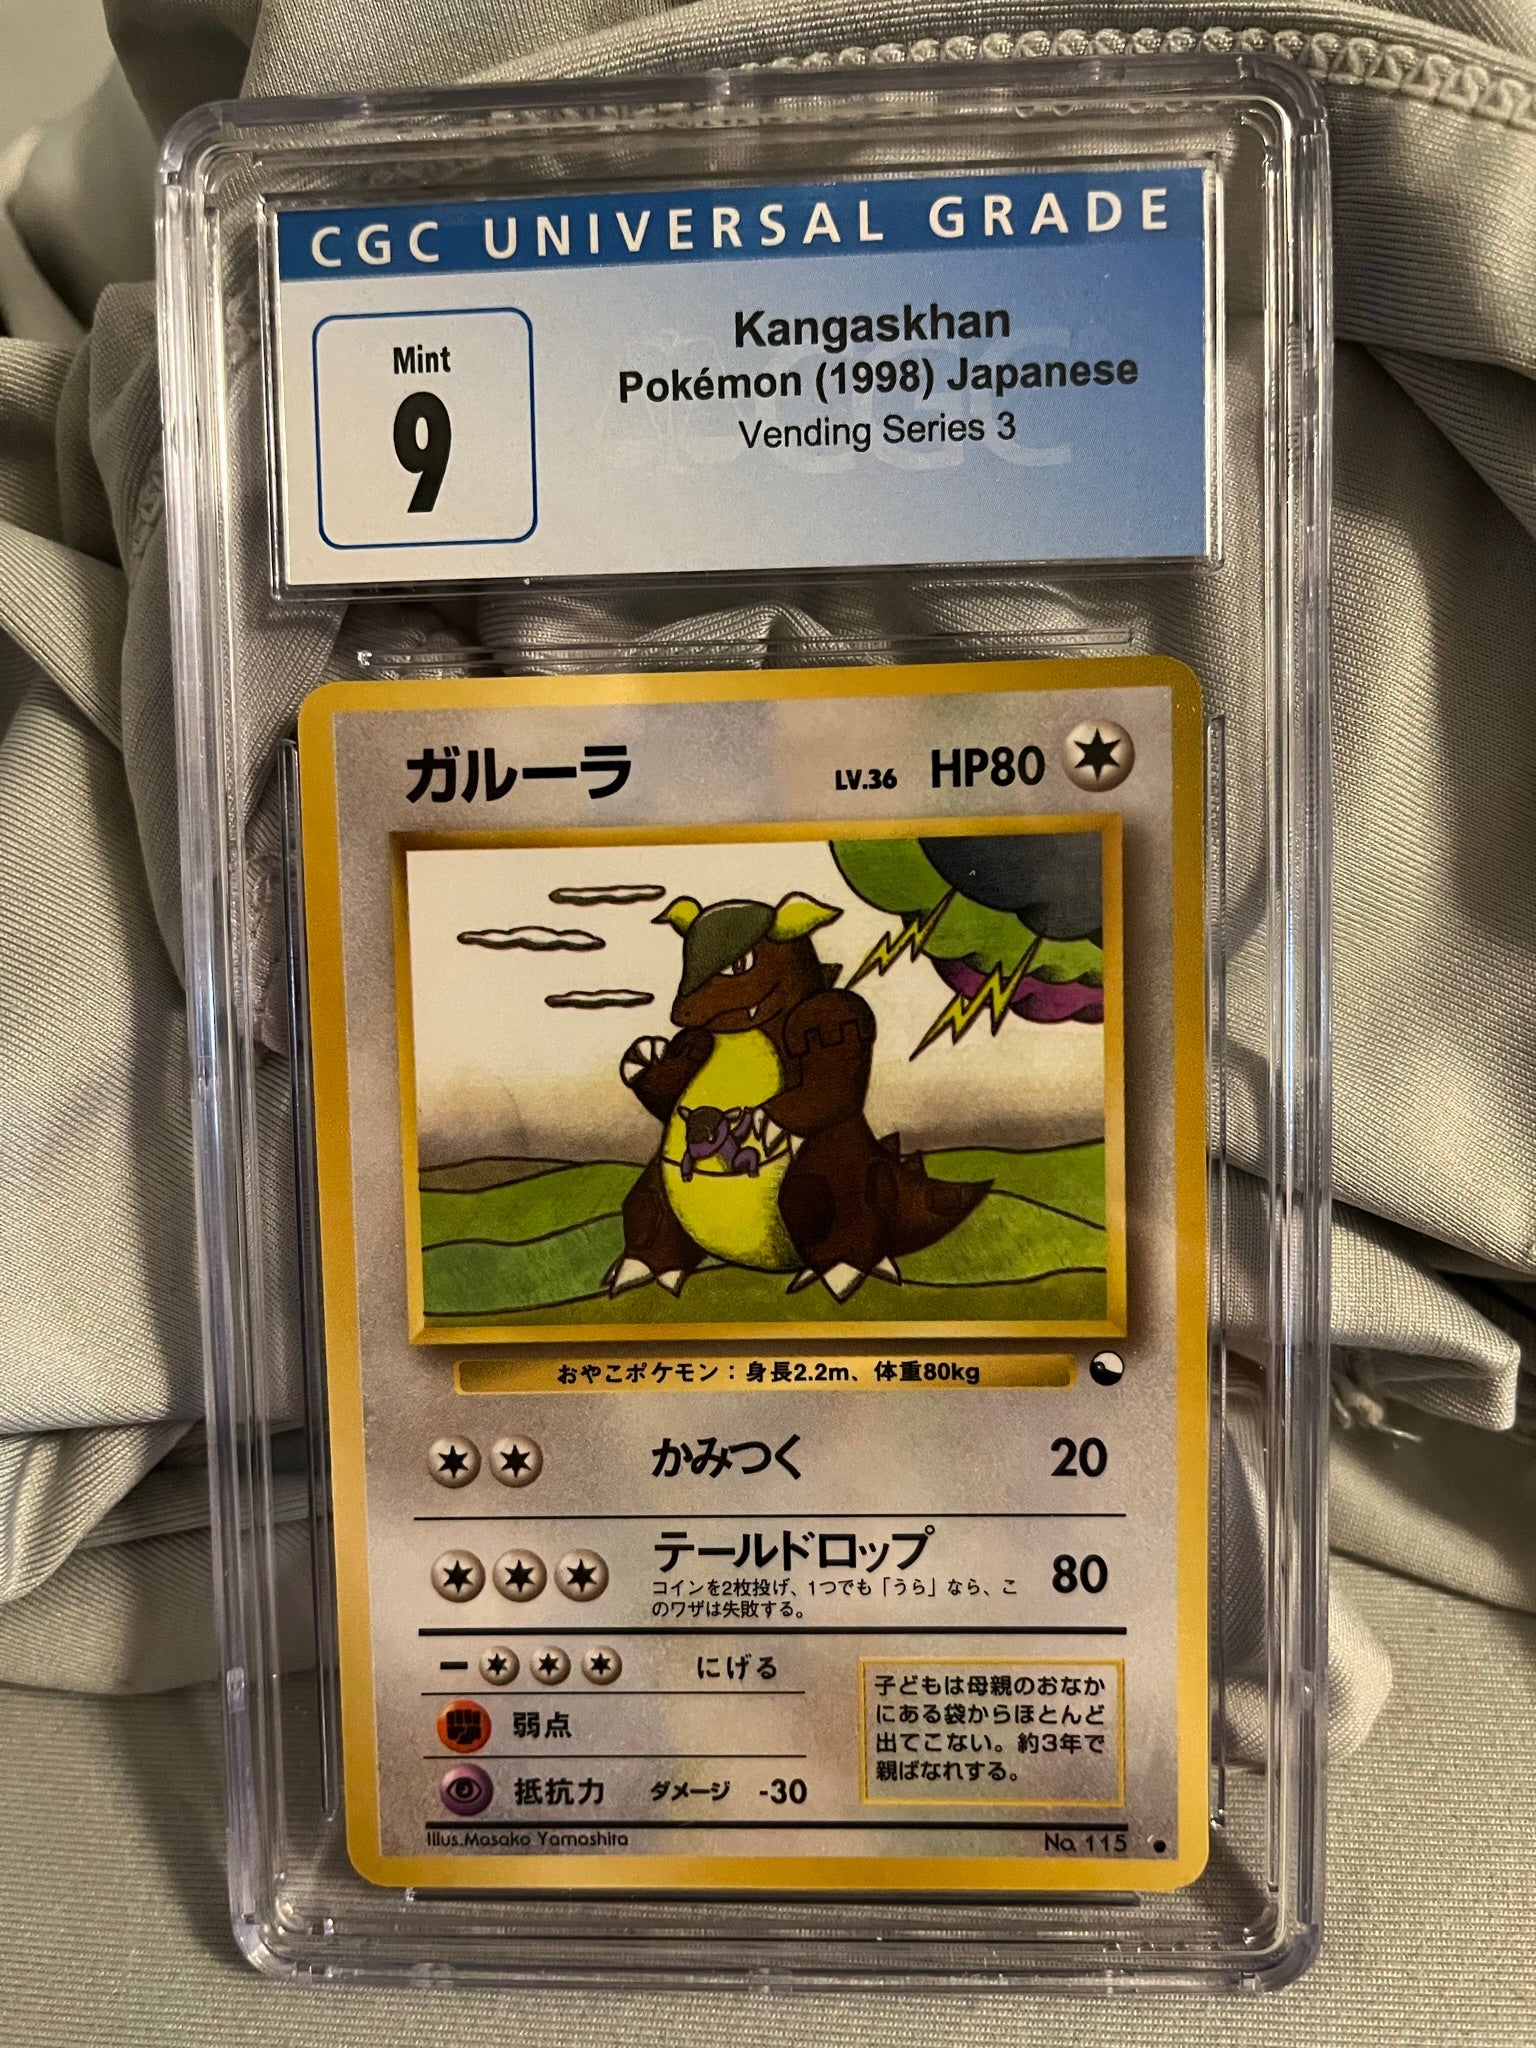 CGC UNIVERSAL GRADE
Mint
9
Kangaskhan
Pokémon (1998) Japanese
Vending Series 3
ガルーラ LV.36 HP80
おやこポケモン：身長2.2m、体重80kg
かみつく 20
テールドロップ 80
コインを2枚投げ、1つでも「うら」なら、こ
のワザは失敗する。
ー にげる
弱点
抵抗力 ダメージ -30
子どもは母親のおなか
にある袋からほとんど
出てこない。約3年で
親ばなれする。
Illus.Masako Yamashita No. 115